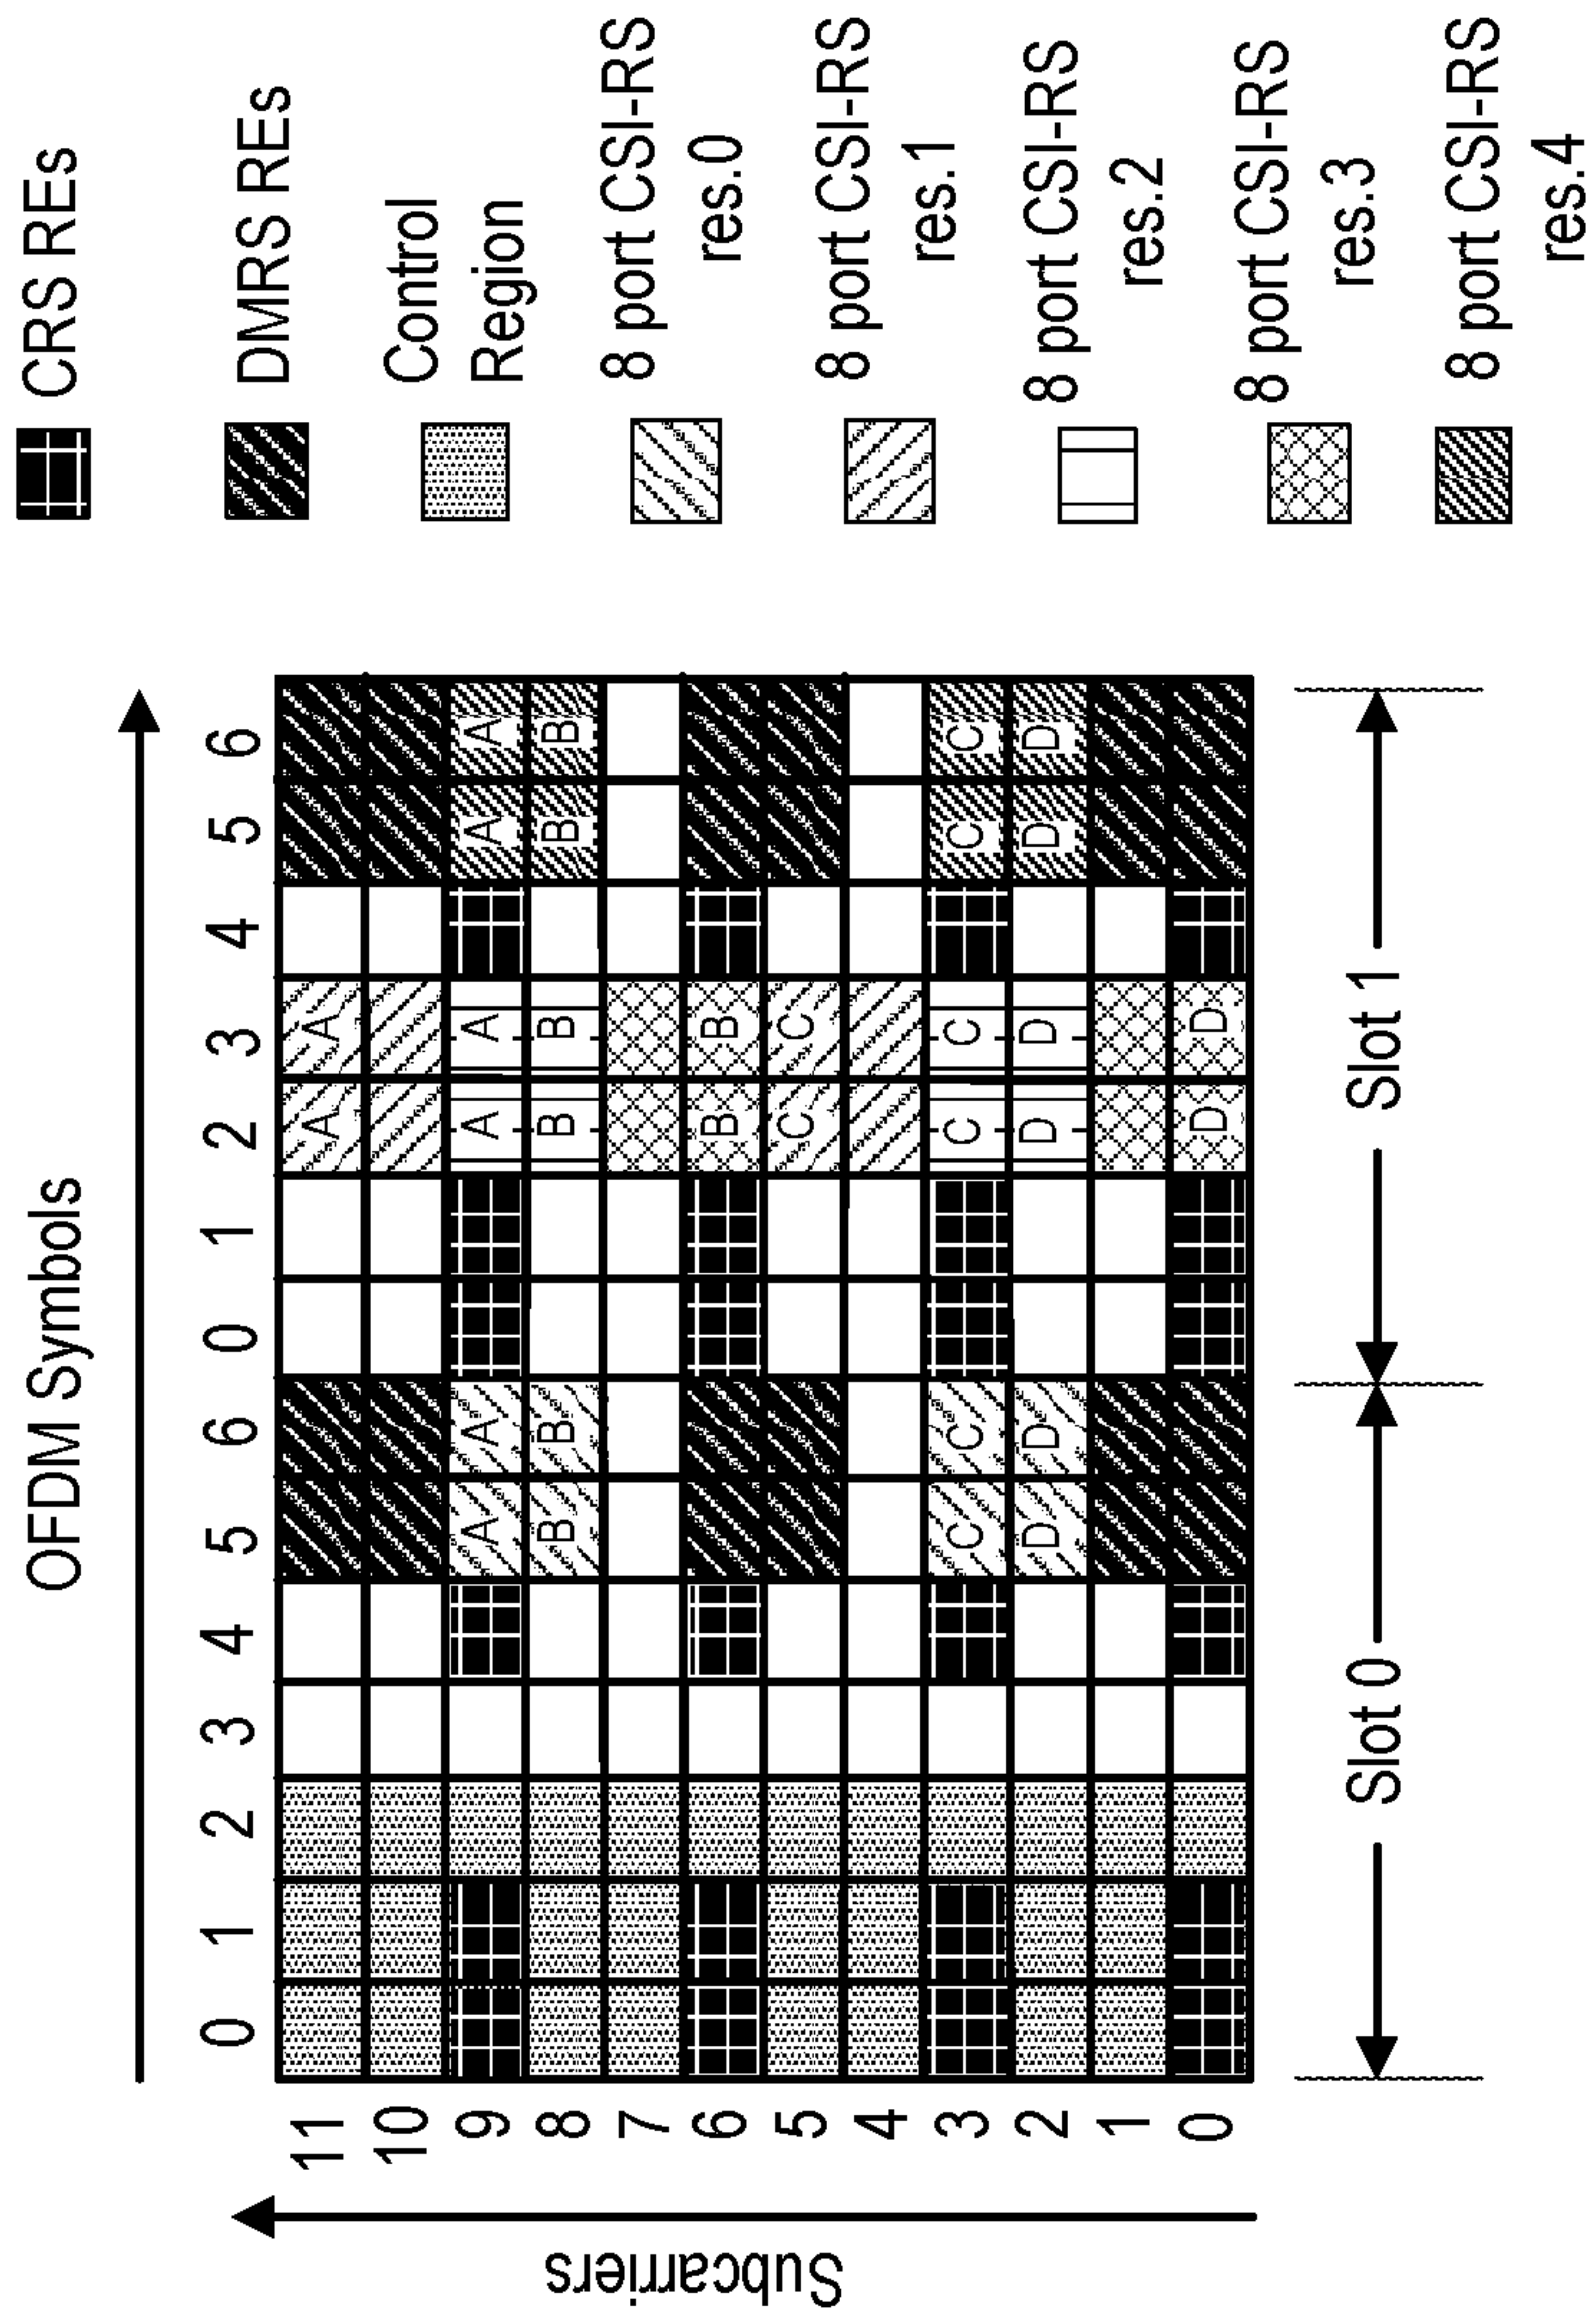 OFDM Symbols
0 1 2 3 4 5 6 0 1 2 3 4 5 6
Subcarriers
11 A A
10
9 A A A A A A
8 B B B B B B
7
6 B B
5 C C
4
3 C C C C C C
2 D D D D D D
1
0 D D
Slot 0 Slot 1
CRS REs
DMRS REs
Control
Region
8 port CSI-RS
res.0
8 port CSI-RS
res.1
8 port CSI-RS
res.2
8 port CSI-RS
res.3
8 port CSI-RS
res.4